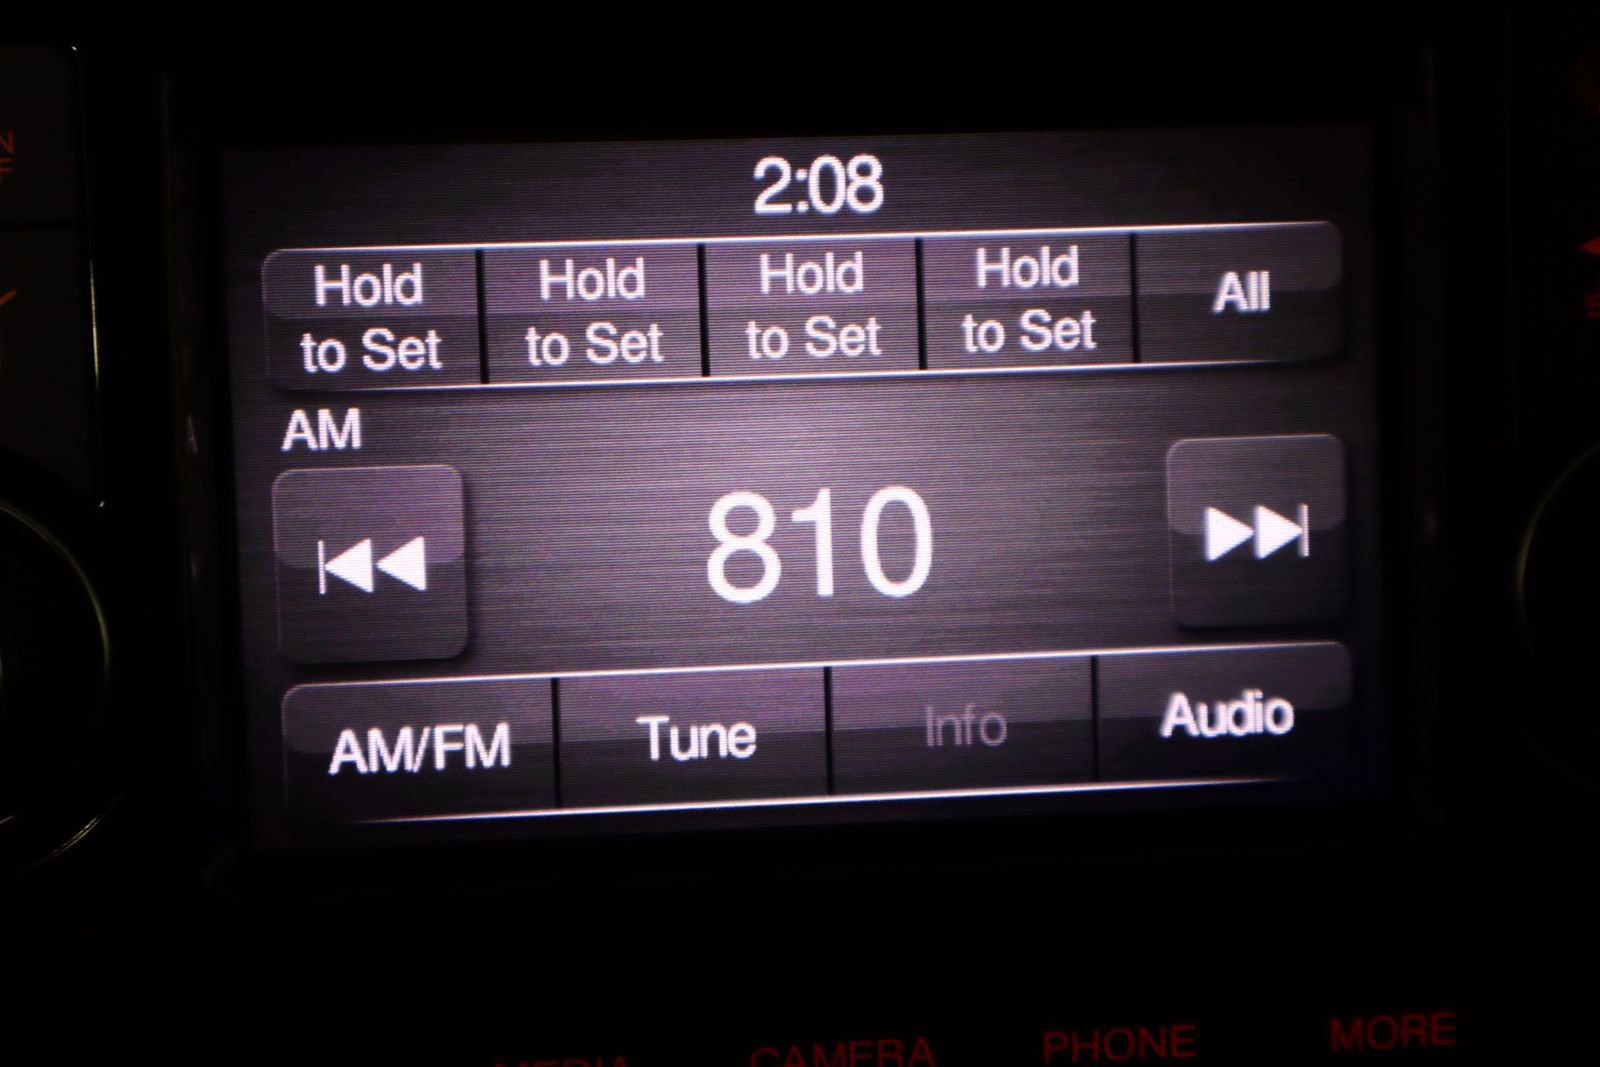 2:08
Hold
to Set
Hold
to Set
Hold
to Set
Hold
to Set
All
AM
810
AM/FM
Tune
Info
Audio
MEDIA
CAMERA
PHONE
MORE